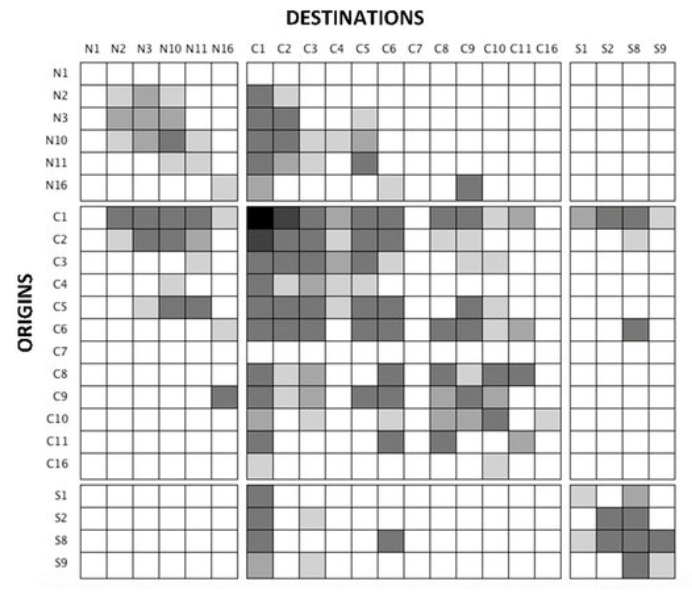 DESTINATIONS
N1 N2 N3 N10 N11 N16 C1 C2 C3 C4 C5 C6 C7 C8 C9 C10 C11 C16 S1 S2 S8 S9
ORIGINS
N1
N2
N3
N10
N11
N16
C1
C2
C3
C4
C5
C6
C7
C8
C9
C10
C11
C16
S1
S2
S8
S9